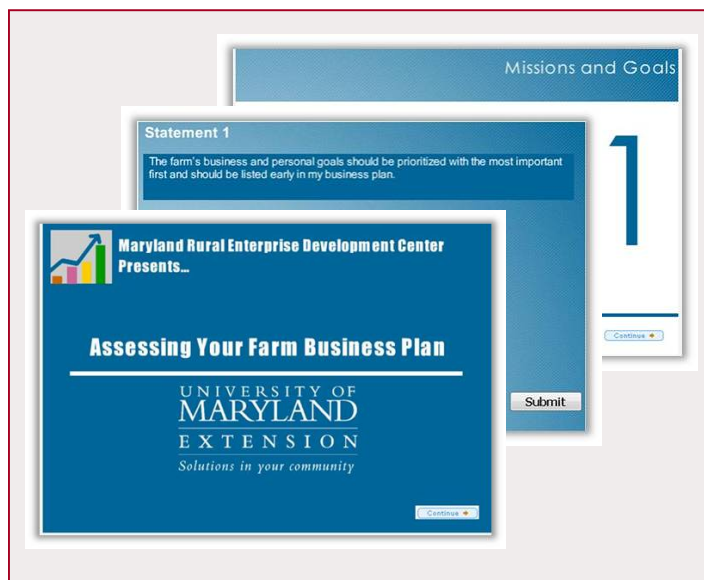 Missions and Goals
1
Continue
Statement 1
The farm's business and personal goals should be prioritized with the most important
first and should be listed early in my business plan.
Submit
Maryland Rural Enterprise Development Center
Presents...
Assessing Your Farm Business Plan
UNIVERSITY OF
MARYLAND
EXTENSION
Solutions in your community
Continue